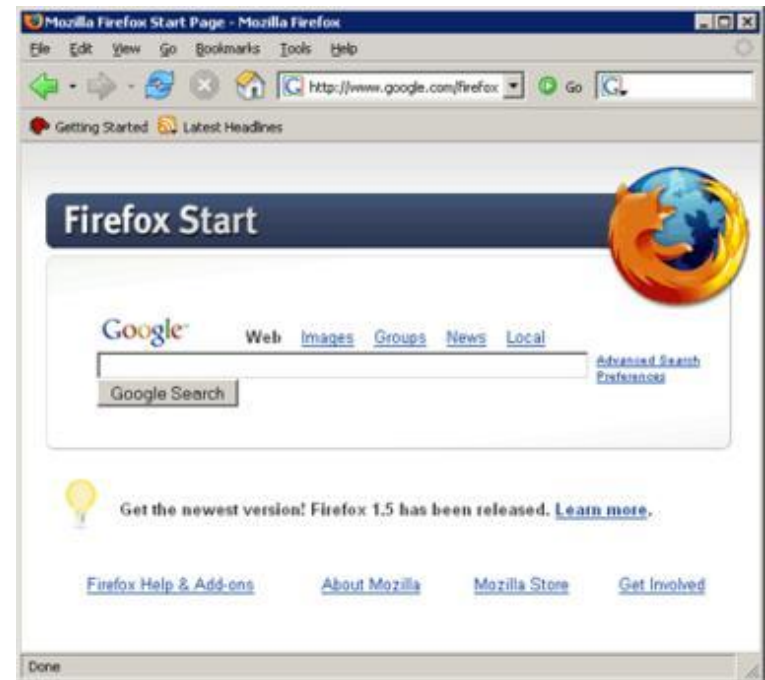 Mozilla Firefox Start Page - Mozilla Firefox
File Edit View Go Bookmarks Tools Help
http://www.google.com/firefox Go
Getting Started Latest Headlines
Firefox Start
Google
Web Images Groups News Local
Advanced Search
Preferences
Google Search
Get the newest version! Firefox 1.5 has been released. Learn more.
Firefox Help & Add-ons About Mozilla Mozilla Store Get Involved
Done